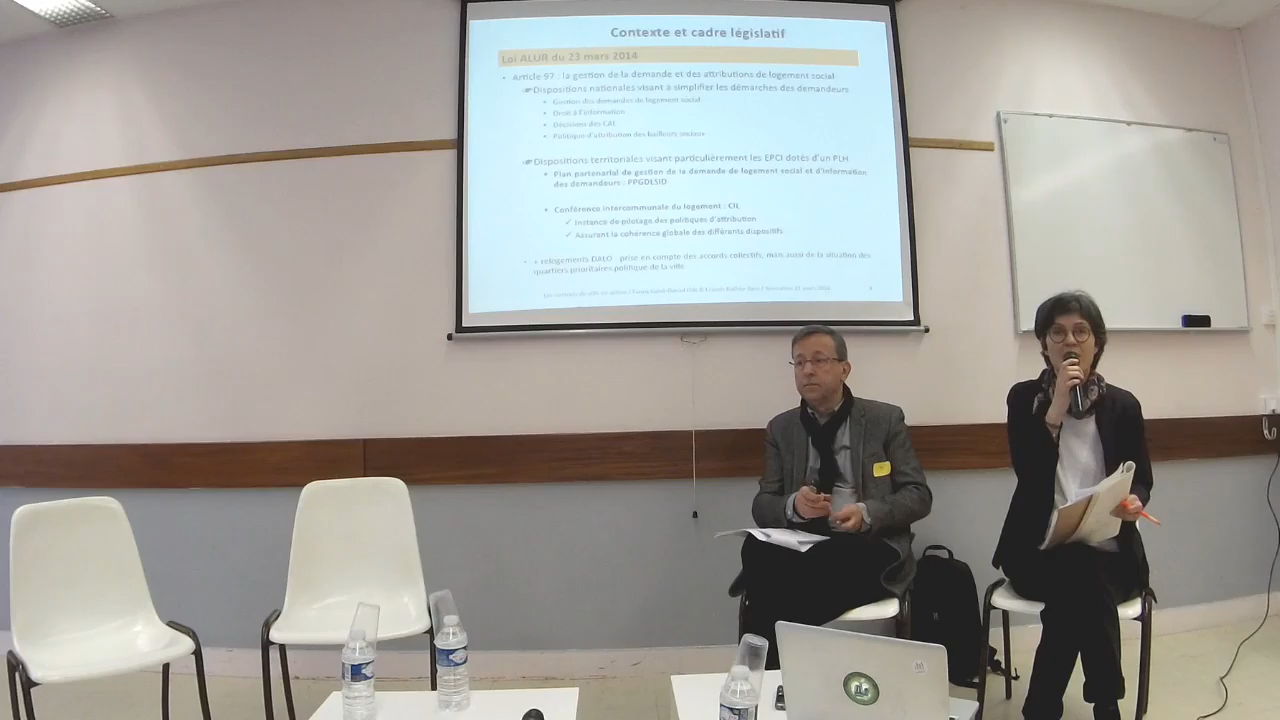 Contexte et cadre législatif
Loi ALUR du 23 mars 2014
Article 97 : la gestion de la demande et des attributions de logement social
Dispositions nationales visant à simplifier les démarches des demandeurs
Gestion des demandes de logement social
Droit à l'information
Décisions des CAL
Politique d'attribution des bailleurs sociaux
Dispositions territoriales visant particulièrement les EPCI dotés d'un PLH
Plan partenarial de gestion de la demande de logement social et d'information
des demandeurs : PPGDLSID
Conférence intercommunale du logement : CIL
✓ Instance de pilotage des politiques d'attribution
✓ Assurant la cohérence globale des différents dispositifs
+ relogements DALO : prise en compte des accords collectifs, mais aussi de la situation des
quartiers prioritaires politique de la ville